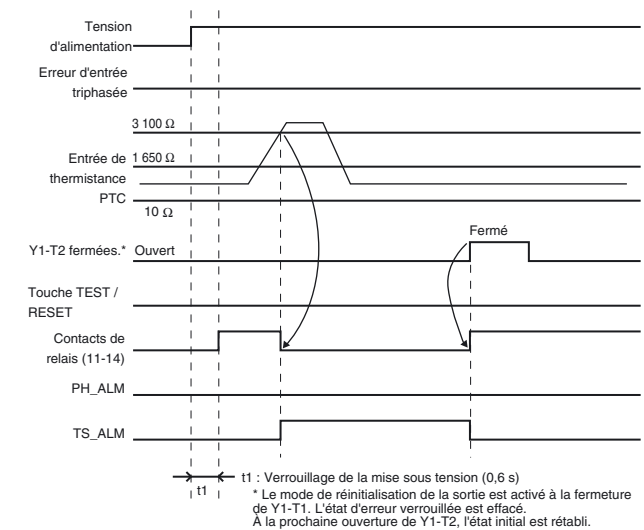 Tension
d'alimentation
Erreur d'entrée
triphasée
3 100 Ω
Entrée de
thermistance
PTC
1 650 Ω
10 Ω
Fermé
Y1-T2 fermées.* Ouvert
Touche TEST /
RESET
Contacts de
relais (11-14)
PH_ALM
TS_ALM
t1
t1 : Verrouillage de la mise sous tension (0,6 s)
* Le mode de réinitialisation de la sortie est activé à la fermeture
de Y1-T1. L'état d'erreur verrouillée est effacé.
À la prochaine ouverture de Y1-T2, l'état initial est rétabli.